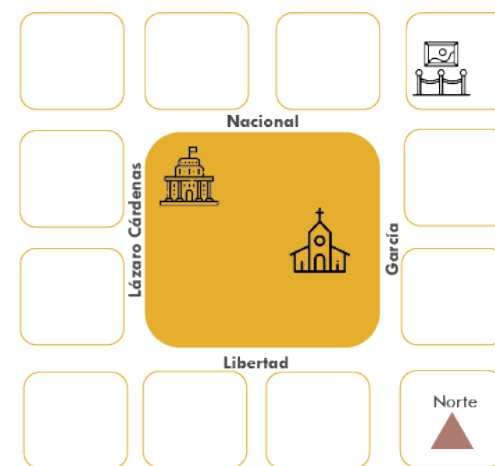 Nacional
Lázaro Cárdenas
García
Libertad
Norte